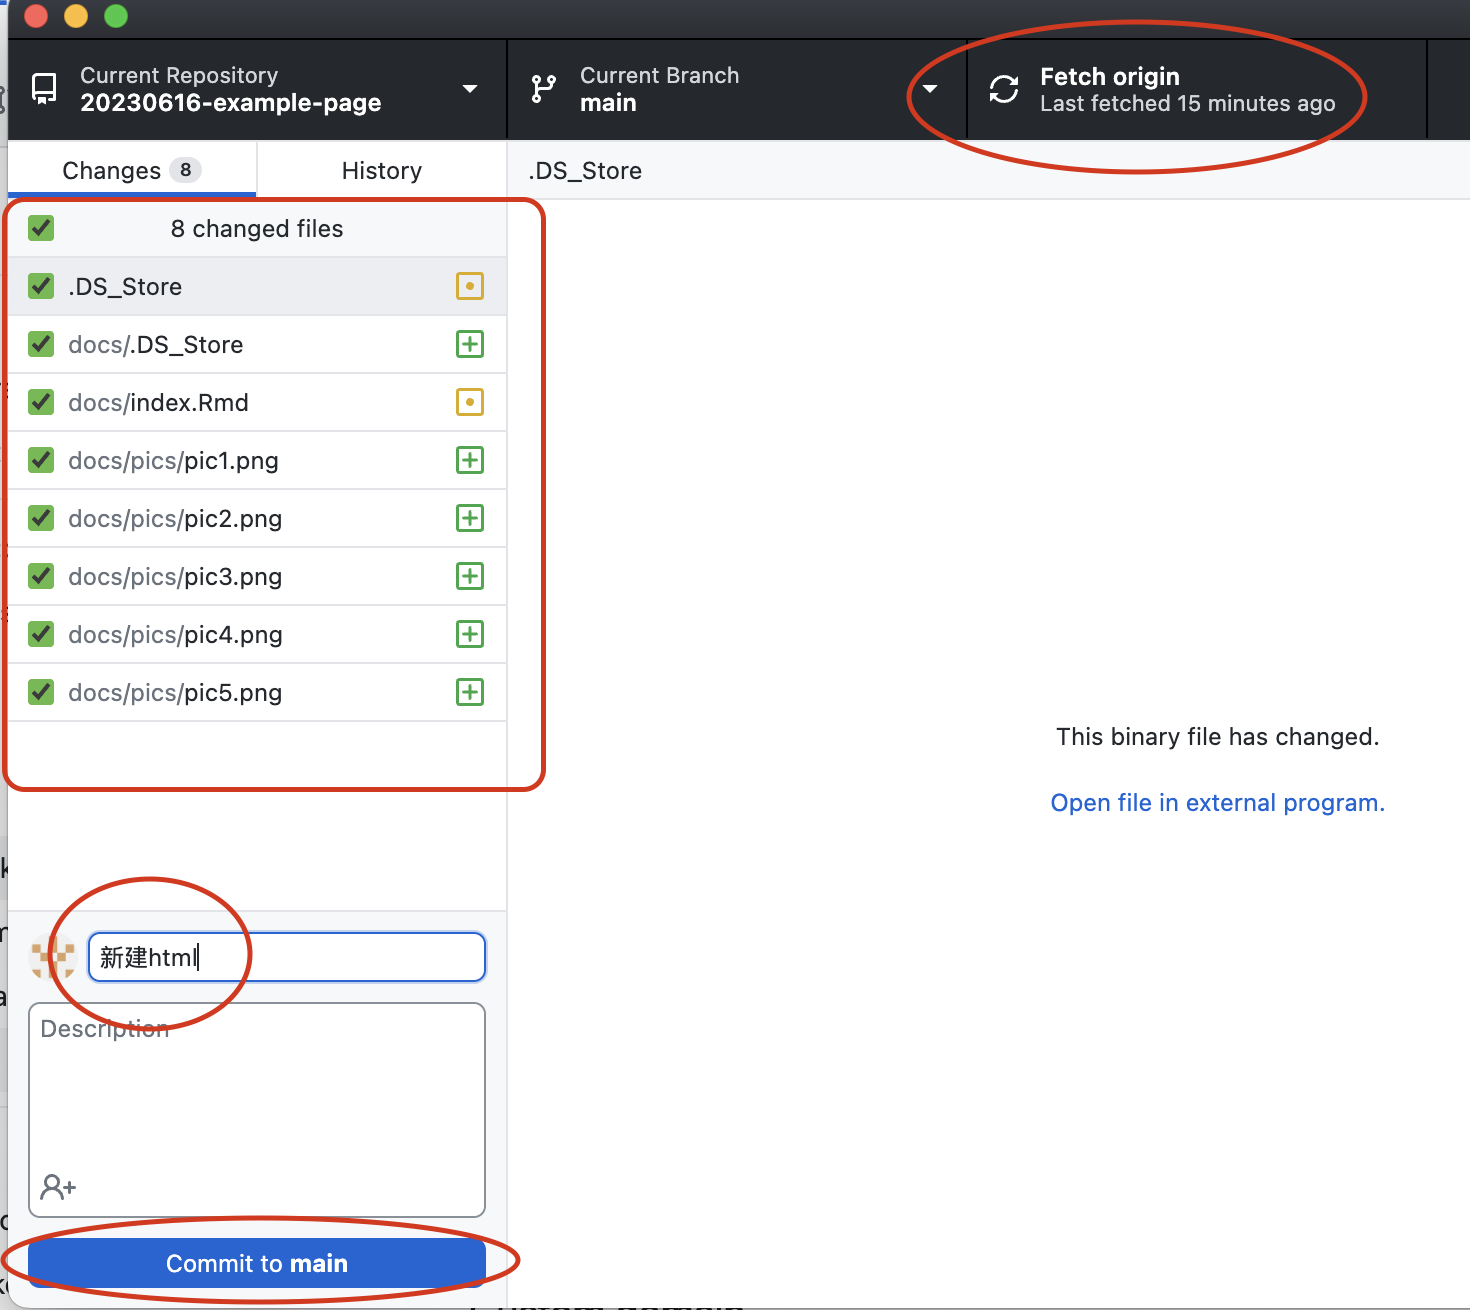 Current Repository
20230616-example-page
Current Branch
main
Fetch origin
Last fetched 15 minutes ago
Changes 8
History
.DS_Store
8 changed files
.DS_Store
docs/.DS_Store
docs/index.Rmd
docs/pics/pic1.png
docs/pics/pic2.png
docs/pics/pic3.png
docs/pics/pic4.png
docs/pics/pic5.png
This binary file has changed.
Open file in external program.
新建html
Description
Commit to main